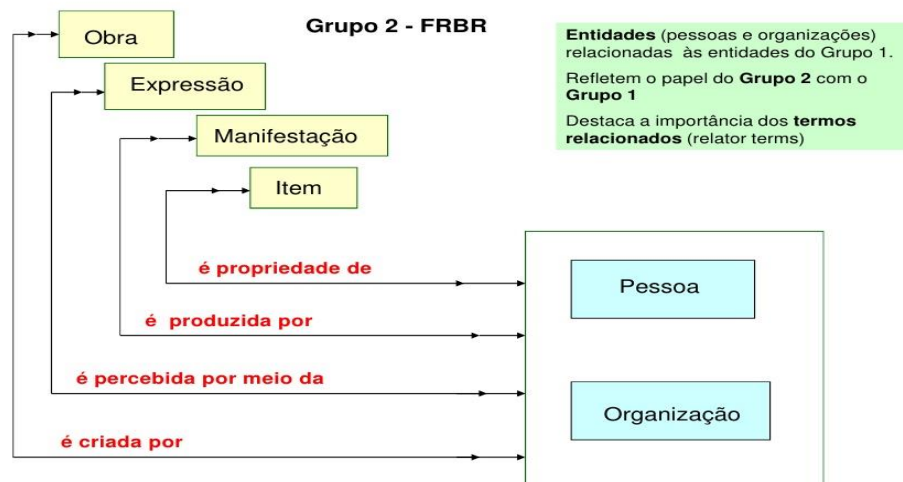 Grupo 2 - FRBR
Obra
Expressão
Manifestação
Item
Entidades (pessoas e organizações)
relacionadas às entidades do Grupo 1.
Refletem o papel do Grupo 2 com o
Grupo 1
Destaca a importância dos termos
relacionados (relator terms)
é propriedade de
é produzida por
é percebida por meio da
é criada por
Pessoa
Organização